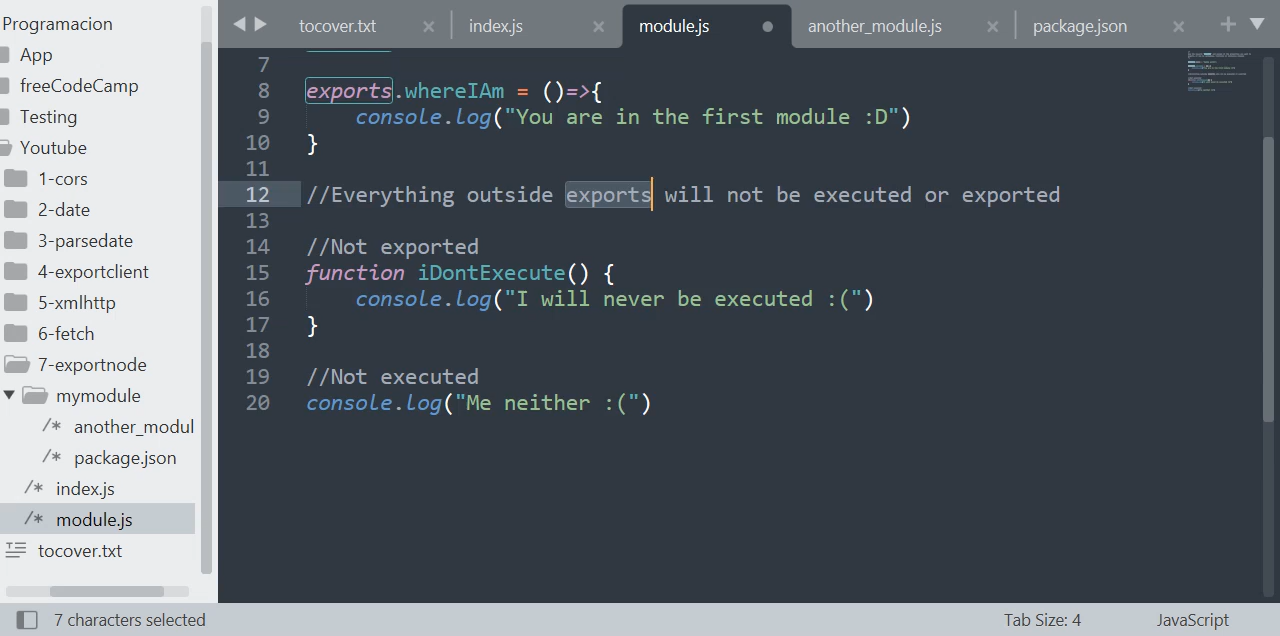 Programacion
App
freeCodeCamp
Testing
Youtube
1-cors
2-date
3-parsedate
4-exportclient
5-xmlhttp
6-fetch
7-exportnode
mymodule
/* another_modul
/* package.json
/* index.js
/* module.js
tocover.txt
tocover.txt × index.js × module.js another_module.js × package.json × +
7
8 exports.whereIAm = ()=>{
9 console.log("You are in the first module :D")
10 }
11
12 //Everything outside exports will not be executed or exported
13
14 //Not exported
15 function iDontExecute() {
16 console.log("I will never be executed :(")
17 }
18
19 //Not executed
20 console.log("Me neither :(")
7 characters selected Tab Size: 4 JavaScript